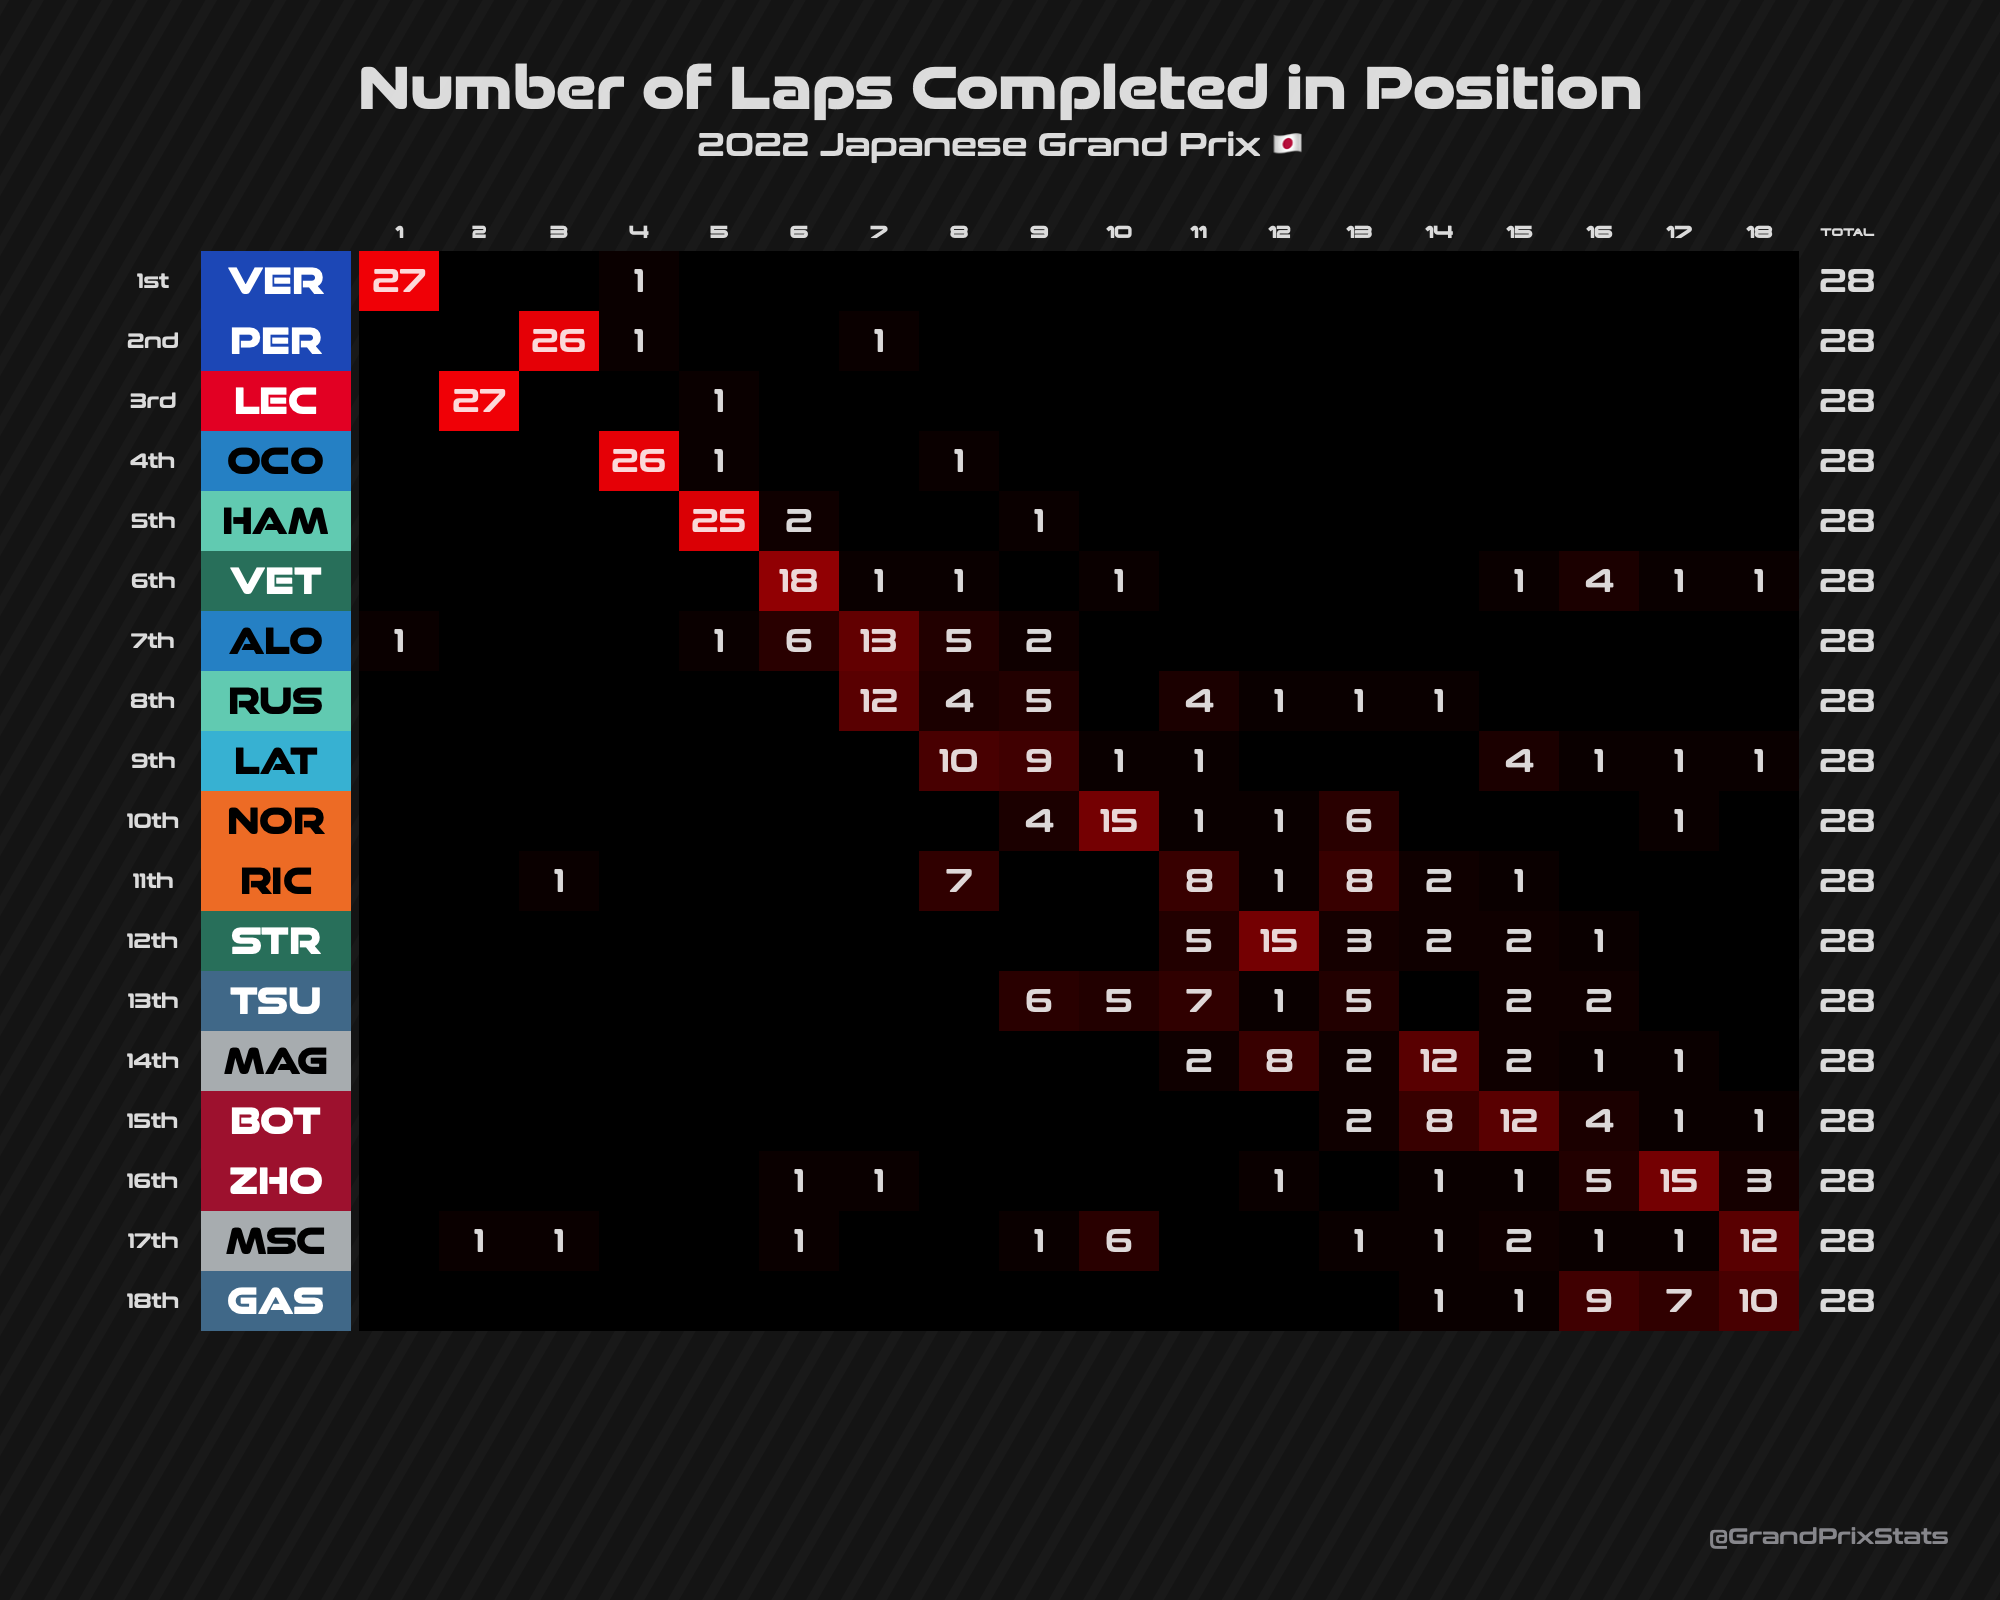 Number of Laps Completed in Position
2022 Japanese Grand Prix
1 2 3 4 5 6 7 8 9 10 11 12 13 14 15 16 17 18 TOTAL
1st VER 27 1 28
2nd PER 26 1 1 28
3rd LEC 27 1 28
4th OCO 26 1 1 28
5th HAM 25 2 1 28
6th VET 18 1 1 1 1 4 1 1 28
7th ALO 1 1 6 13 5 2 28
8th RUS 12 4 5 4 1 1 1 28
9th LAT 10 9 1 1 4 1 1 1 28
10th NOR 4 15 1 1 6 1 28
11th RIC 1 7 8 1 8 2 1 28
12th STR 5 15 3 2 2 1 28
13th TSU 6 5 7 1 5 2 2 28
14th MAG 2 8 2 12 2 1 1 28
15th BOT 2 8 12 4 1 1 28
16th ZHO 1 1 1 1 1 5 15 3 28
17th MSC 1 1 1 1 6 1 1 2 1 1 12 28
18th GAS 1 1 9 7 10 28
@GrandPrixStats